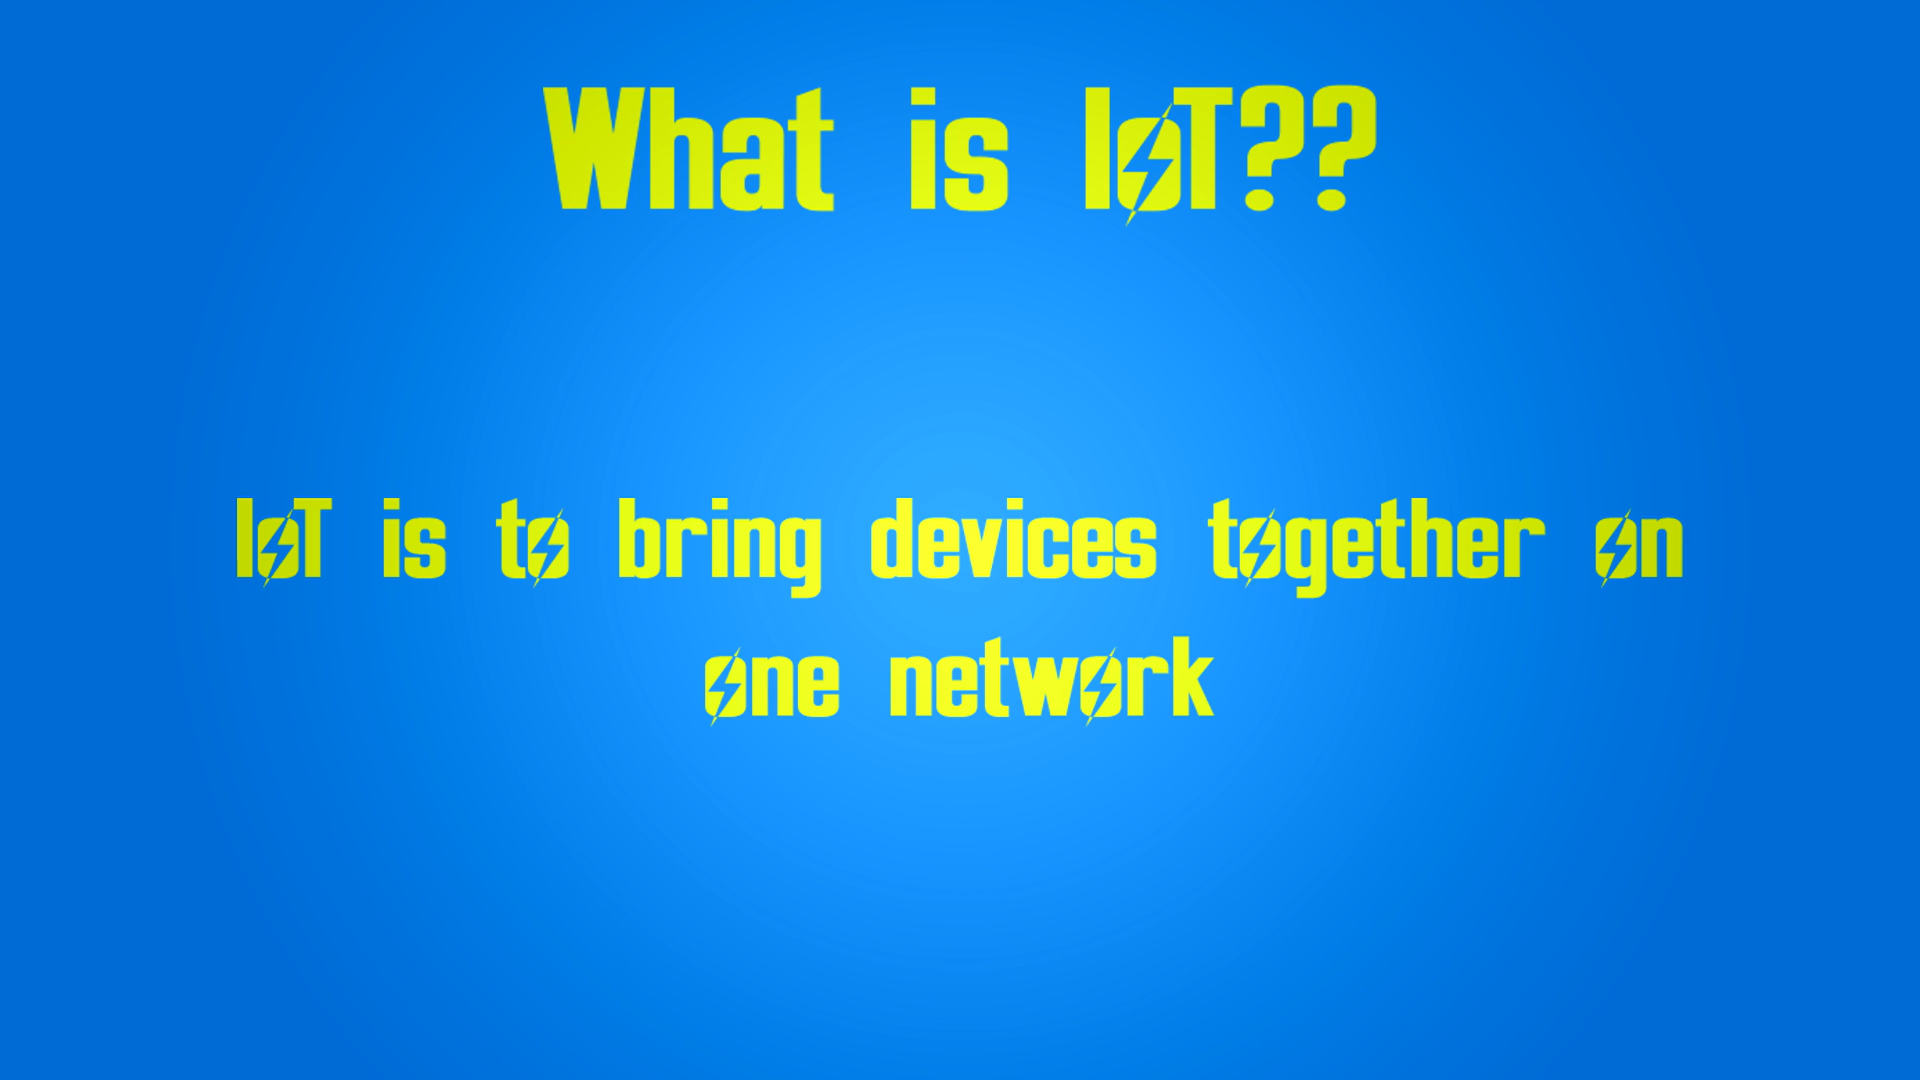 What is IoT??
IoT is to bring devices together on
one network